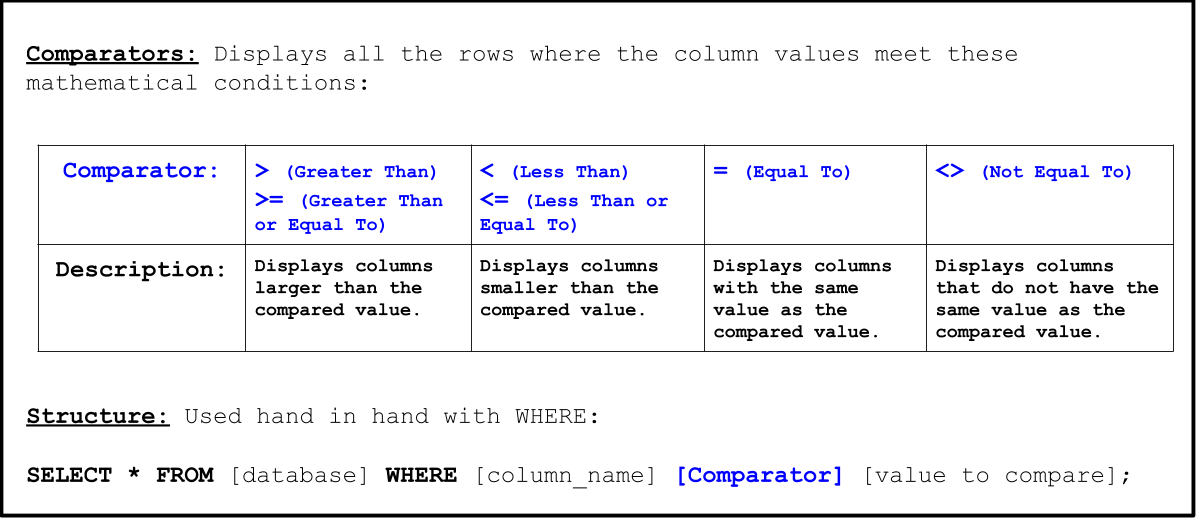 Comparators: Displays all the rows where the column values meet these
mathematical conditions:
Comparator:
> (Greater Than)
>= (Greater Than
or Equal To)
< (Less Than)
<= (Less Than or
Equal To)
= (Equal To)
<> (Not Equal To)
Description:
Displays columns
larger than the
compared value.
Displays columns
smaller than the
compared value.
Displays columns
with the same
value as the
compared value.
Displays columns
that do not have the
same value as the
compared value.
Structure: Used hand in hand with WHERE:
SELECT * FROM [database] WHERE [column_name] [Comparator] [value to compare];